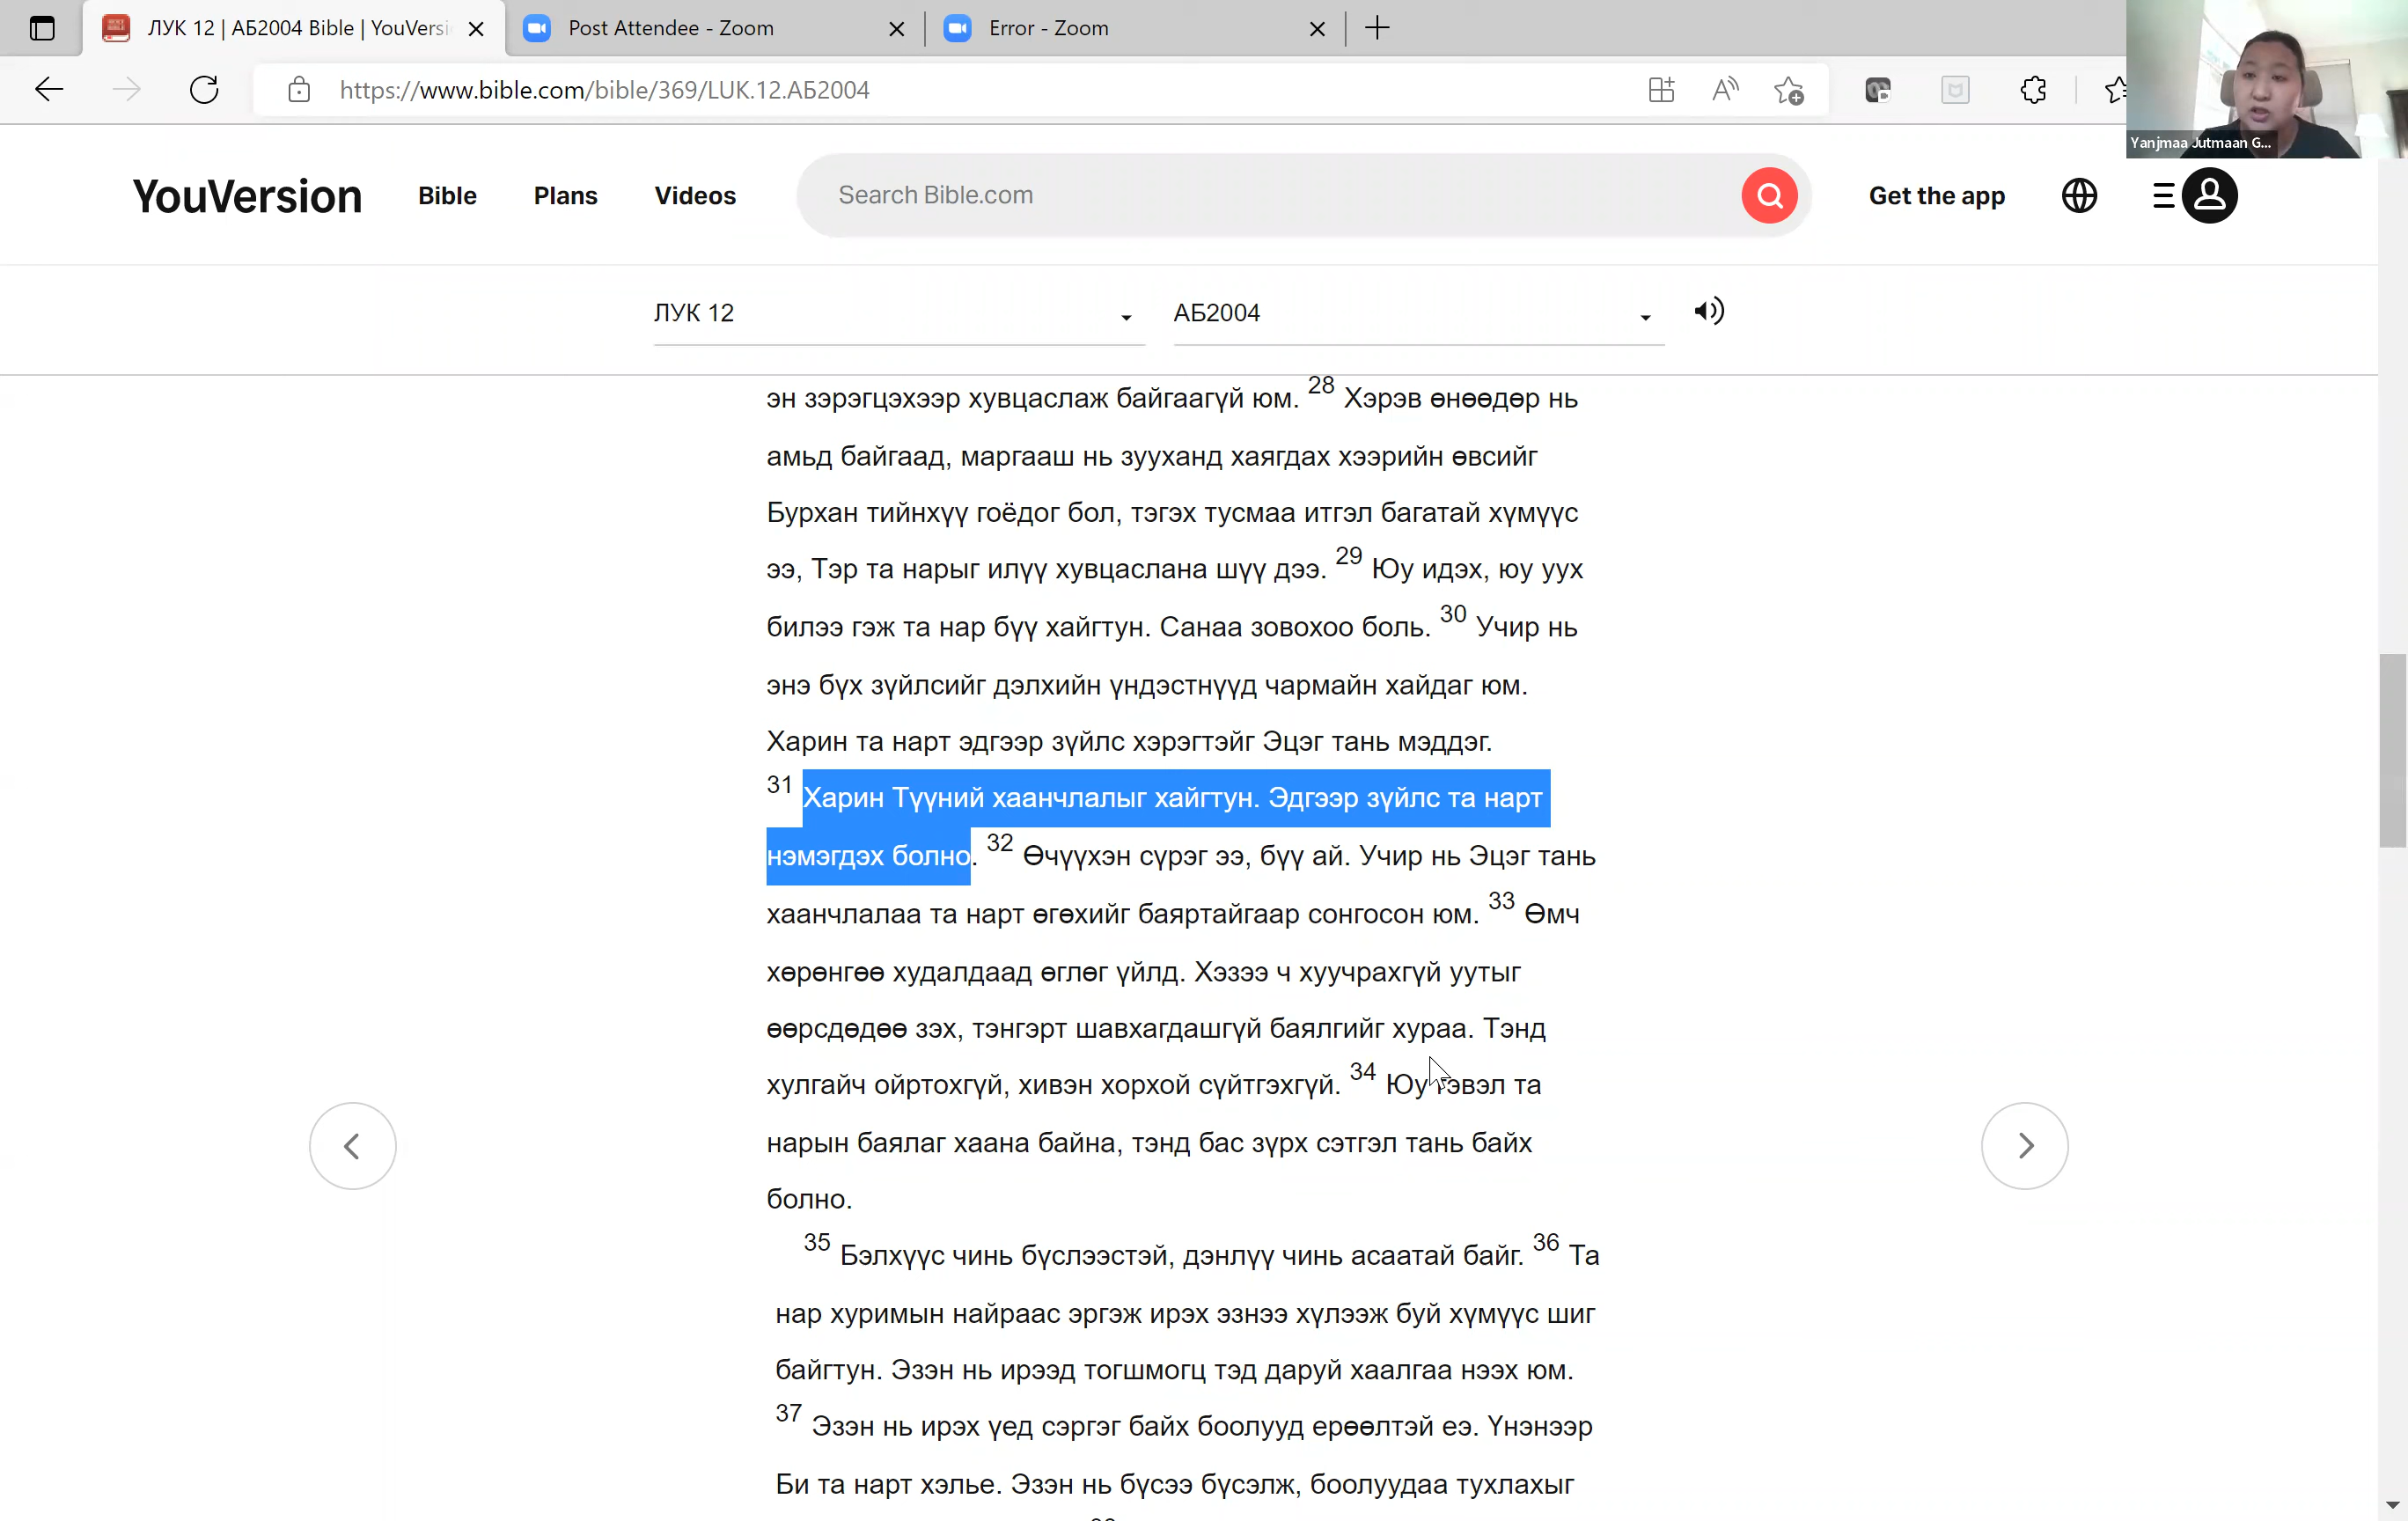 ЛУК 12 | АБ2004 Bible | YouVersi
Post Attendee - Zoom
Error - Zoom
https://www.bible.com/bible/369/LUK.12.АБ2004
Yanjmaa Jutmaan G...
YouVersion
Bible
Plans
Videos
Search Bible.com
Get the app
ЛУК 12
АБ2004
эн зэрэгцэхээр хувцаслаж байгаагүй юм. 28 Хэрэв өнөөдөр нь
амьд байгаад, маргааш нь зууханд хаягдах хээрийн өвсийг
Бурхан тийнхүү гоёдог бол, тэгэх тусмаа итгэл багатай хүмүүс
ээ, Тэр та нарыг илүү хувцаслана шүү дээ. 29 Юу идэх, юу уух
билээ гэж та нар бүү хайгтун. Санаа зовохоо боль. 30 Учир нь
энэ бүх зүйлсийг дэлхийн үндэстнүүд чармайн хайдаг юм.
Харин та нарт эдгээр зүйлс хэрэгтэйг Эцэг тань мэддэг.
31 Харин Түүний хаанчлалыг хайгтун. Эдгээр зүйлс та нарт
нэмэгдэх болно. 32 Өчүүхэн сүрэг ээ, бүү ай. Учир нь Эцэг тань
хаанчлалаа та нарт өгөхийг баяртайгаар сонгосон юм. 33 Өмч
хөрөнгөө худалдаад өглөг үйлд. Хэзээ ч хуучрахгүй уутыг
өөрсдөдөө зэх, тэнгэрт шавхагдашгүй баялгийг хураа. Тэнд
хулгайч ойртохгүй, хивэн хорхой сүйтгэхгүй. 34 Юу гэвэл та
нарын баялаг хаана байна, тэнд бас зүрх сэтгэл тань байх
болно.
35 Бэлхүүс чинь бүслээстэй, дэнлүү чинь асаатай байг. 36 Та
нар хуримын найраас эргэж ирэх эзнээ хүлээж буй хүмүүс шиг
байгтун. Эзэн нь ирээд тогшмогц тэд даруй хаалгаа нээх юм.
37 Эзэн нь ирэх үед сэргэг байх боолууд ерөөлтэй еэ. Үнэнээр
Би та нарт хэлье. Эзэн нь бүсээ бүсэлж, боолуудаа тухлахыг